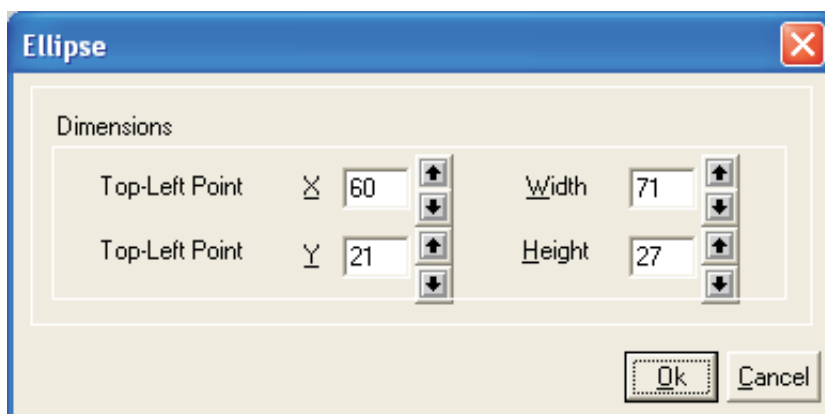 Ellipse
Dimensions
Top-Left Point X 60 Width 71
Top-Left Point Y 21 Height 27
Ok Cancel